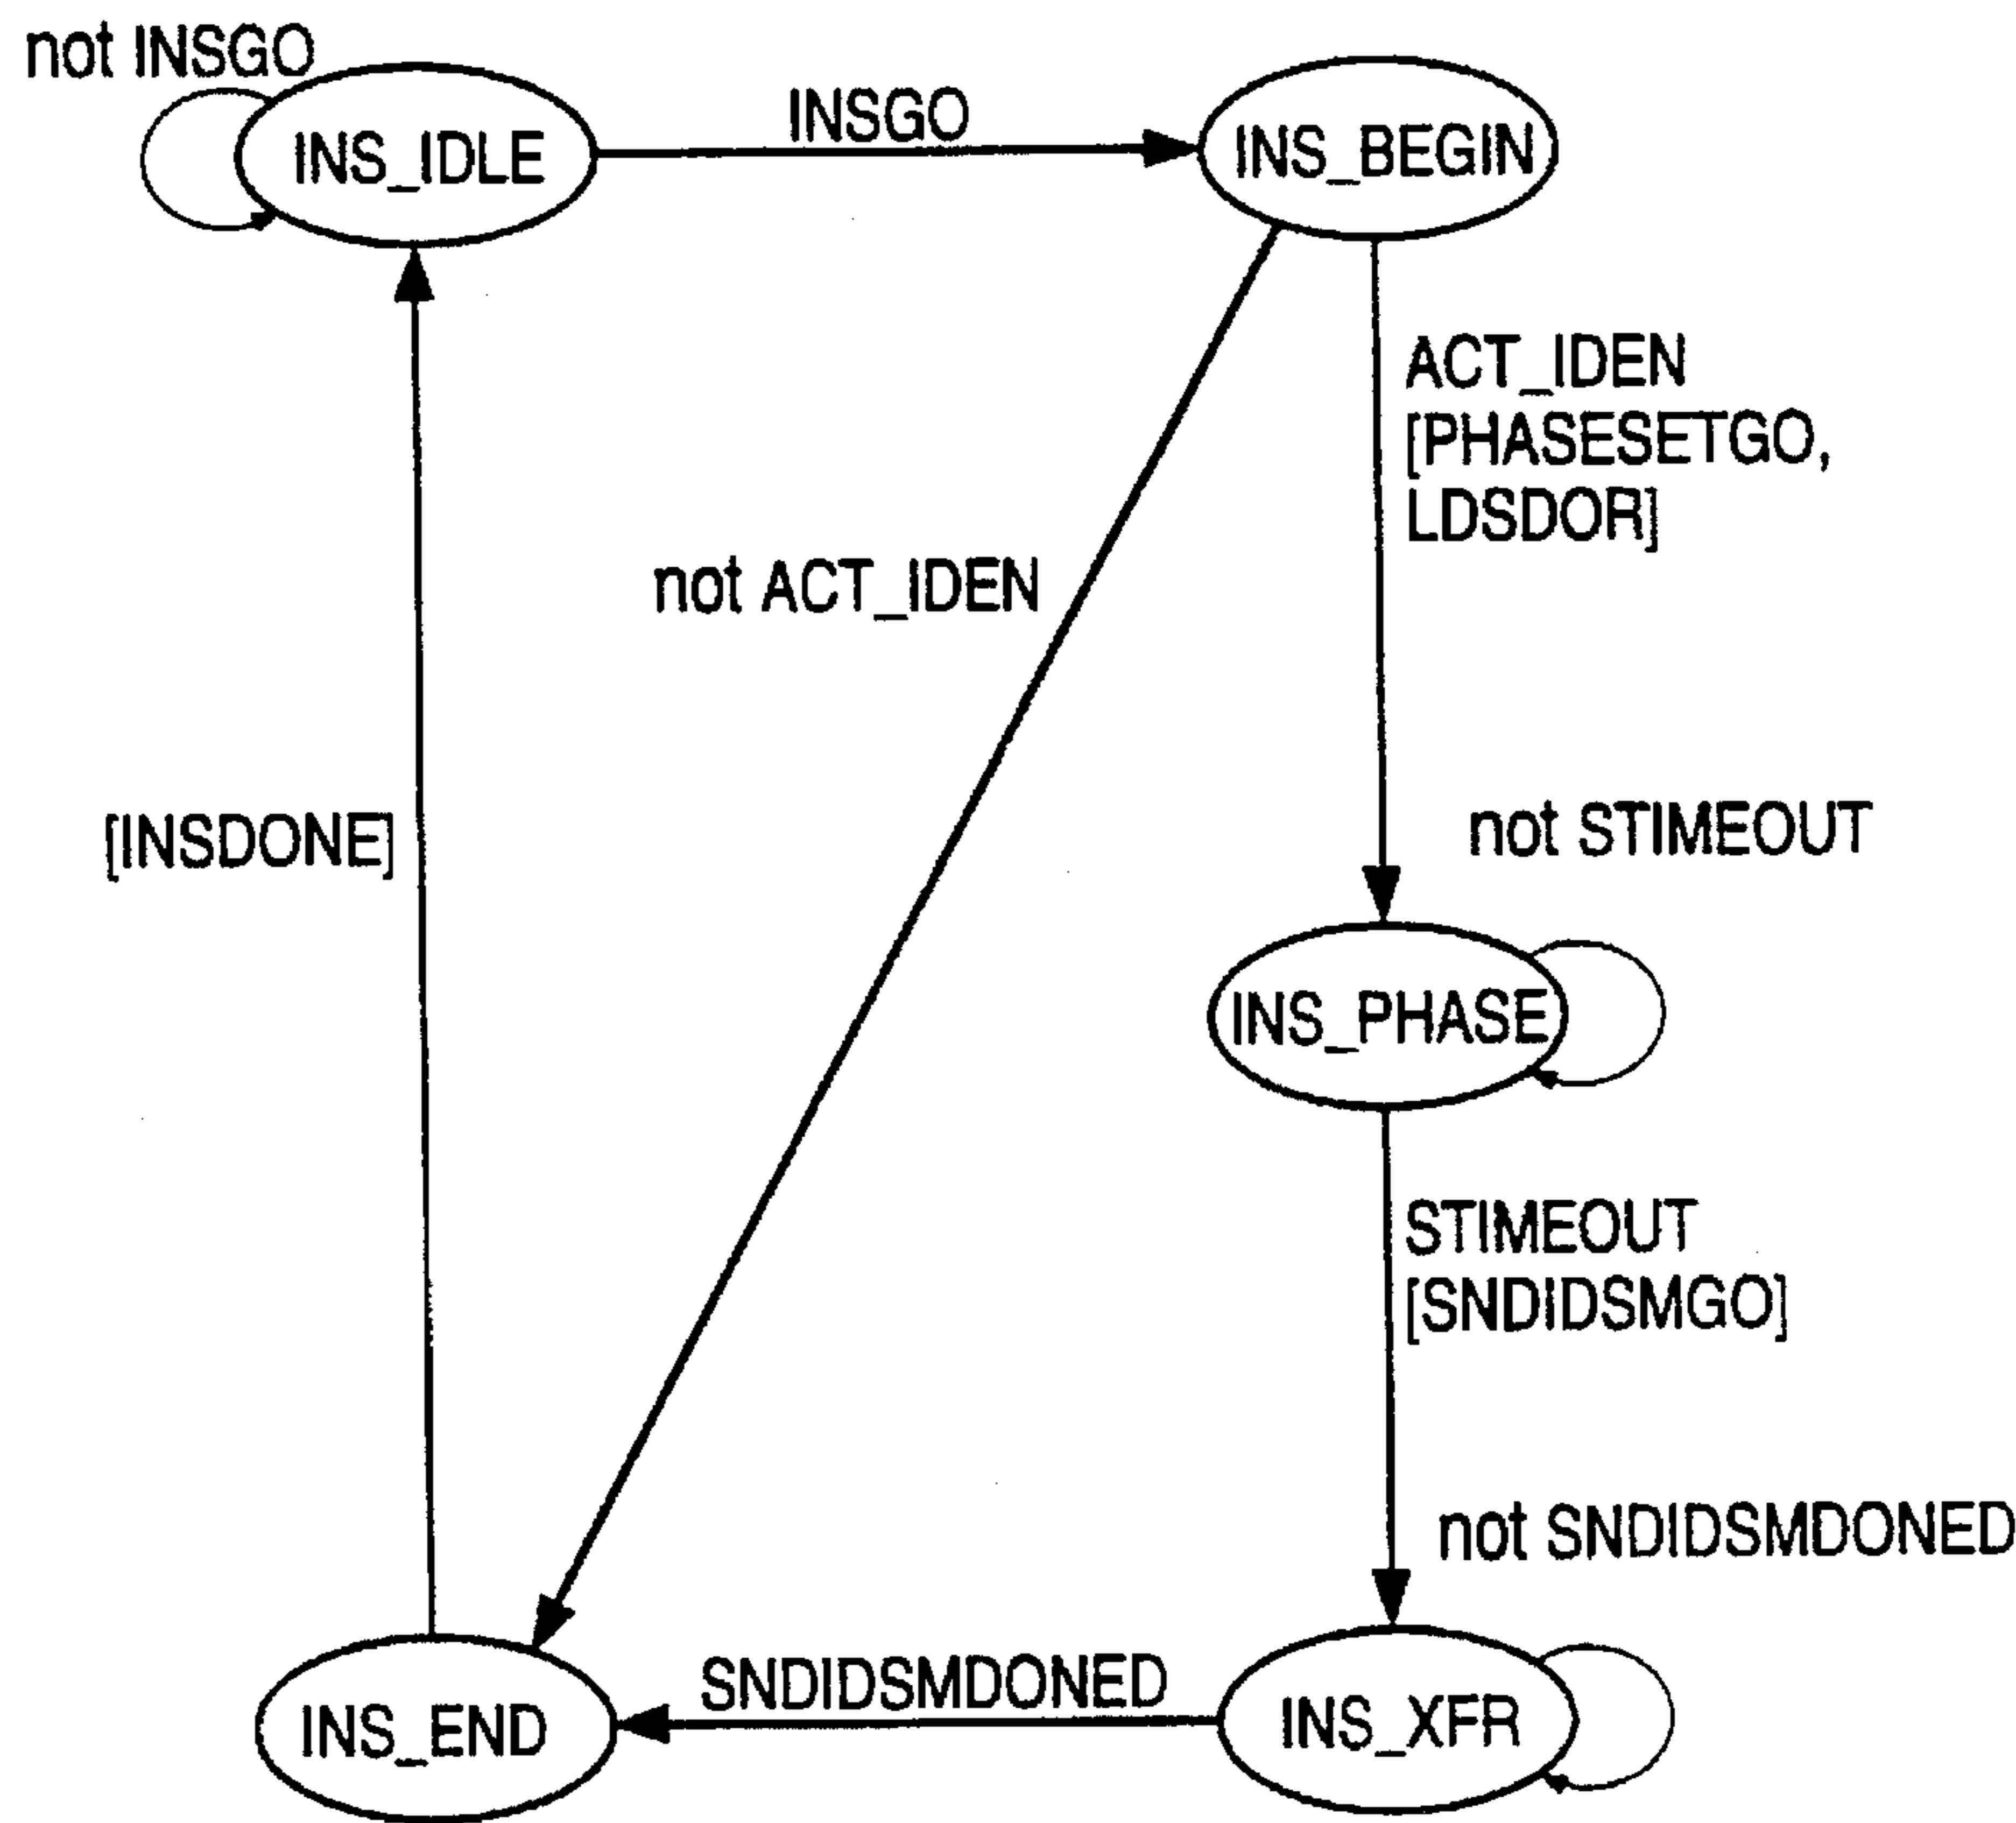 not INSGO
INS_IDLE
INSGO
INS_BEGIN
ACT_IDEN
[PHASESETGO,
LDSDOR]
not ACT_IDEN
[INSDONE]
not STIMEOUT
INS_PHASE
STIMEOUT
[SNDIDSMGO]
not SNDIDSMDONED
SNDIDSMDONED
INS_END
INS_XFR